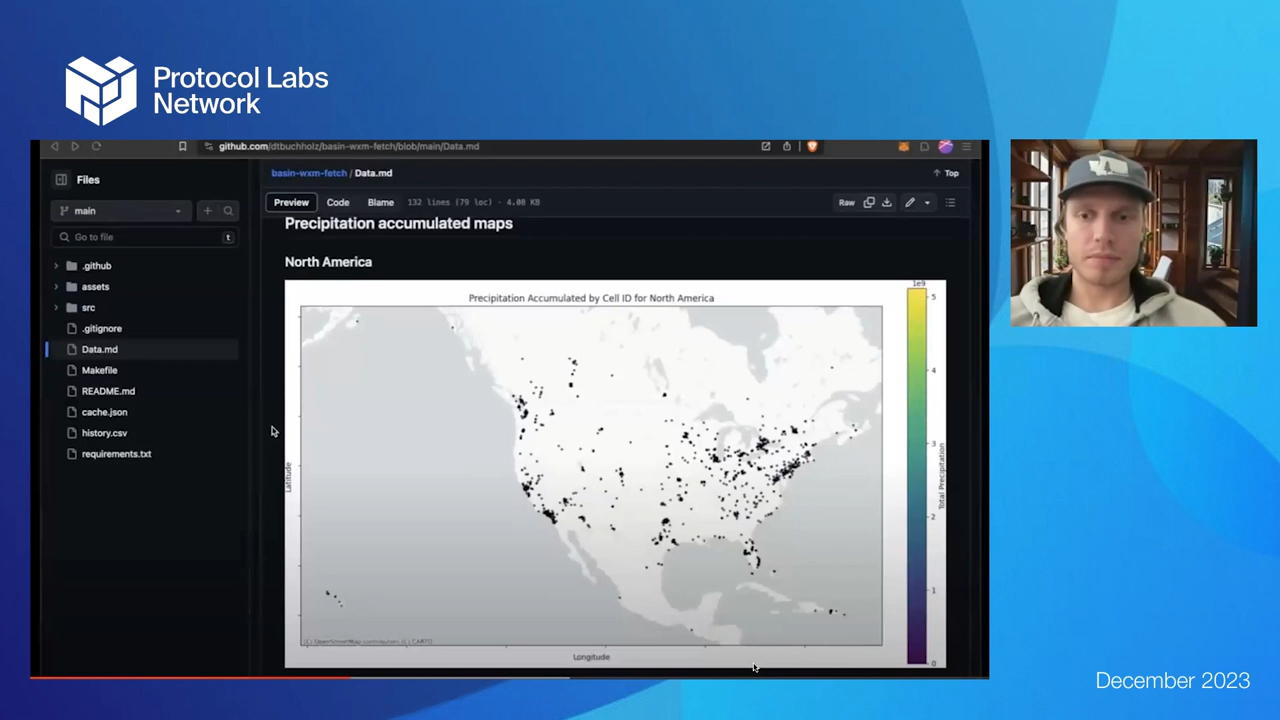 Protocol Labs
Network
github.com/dtbuchholz/basin-wxm-fetch/blob/main/Data.md
Files
basin-wxm-fetch / Data.md
Top
main
Preview
Code
Blame
132 lines (79 loc) · 4.08 KB
Raw
Go to file
t
Precipitation accumulated maps
.github
assets
src
.gitignore
Data.md
Makefile
README.md
cache.json
history.csv
requirements.txt
North America
Precipitation Accumulated by Cell ID for North America
1e9
5
4
3
2
1
0
Latitude
Total Precipitation
(C) OpenStreetMap contributors (C) CARTO
Longitude
December 2023